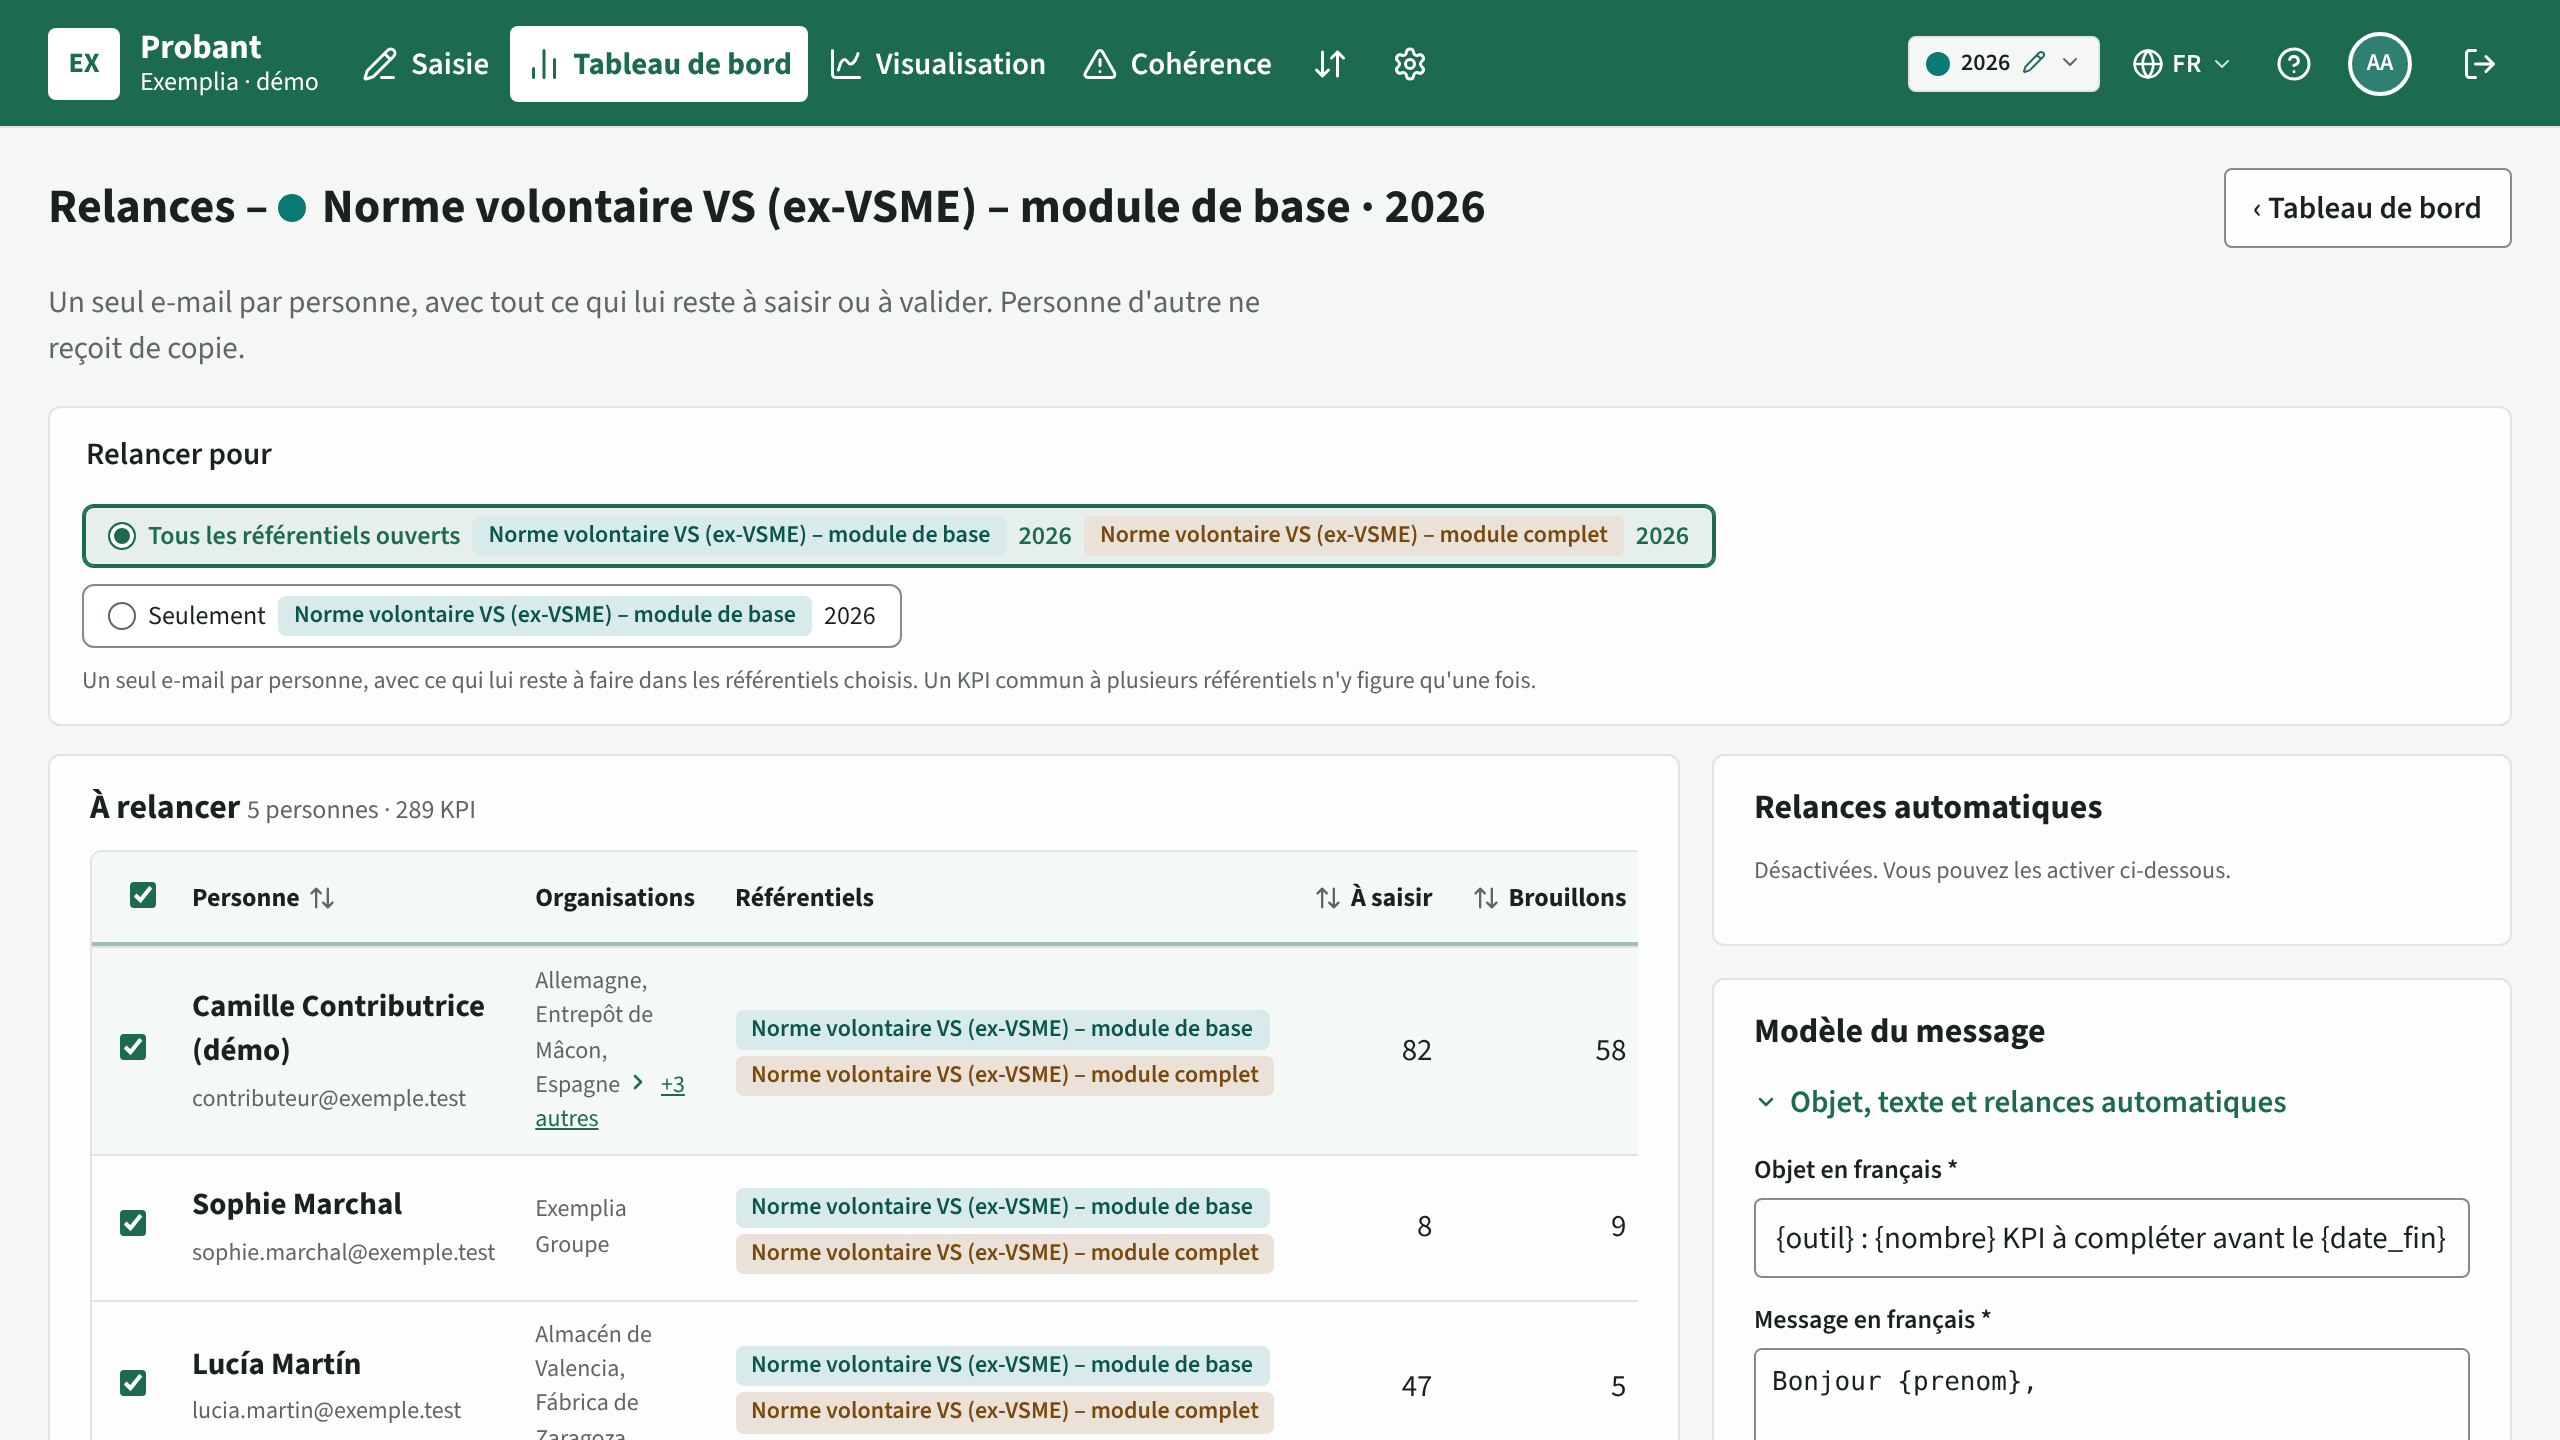 EX
Probant
Exemplia · démo
Saisie
Tableau de bord
Visualisation
Cohérence
2026
FR
AA
Relances – Norme volontaire VS (ex-VSME) – module de base · 2026
‹ Tableau de bord
Un seul e-mail par personne, avec tout ce qui lui reste à saisir ou à valider. Personne d'autre ne
reçoit de copie.
Relancer pour
Tous les référentiels ouverts Norme volontaire VS (ex-VSME) – module de base 2026 Norme volontaire VS (ex-VSME) – module complet 2026
Seulement Norme volontaire VS (ex-VSME) – module de base 2026
Un seul e-mail par personne, avec ce qui lui reste à faire dans les référentiels choisis. Un KPI commun à plusieurs référentiels n'y figure qu'une fois.
À relancer 5 personnes · 289 KPI
Personne Organisations Référentiels À saisir Brouillons
Camille Contributrice
(démo)
contributeur@exemple.test
Allemagne,
Entrepôt de
Mâcon,
Espagne +3
autres
Norme volontaire VS (ex-VSME) – module de base
Norme volontaire VS (ex-VSME) – module complet
82
58
Sophie Marchal
sophie.marchal@exemple.test
Exemplia
Groupe
Norme volontaire VS (ex-VSME) – module de base
Norme volontaire VS (ex-VSME) – module complet
8
9
Lucía Martín
lucia.martin@exemple.test
Almacén de
Valencia,
Fábrica de
Zaragoza
Norme volontaire VS (ex-VSME) – module de base
Norme volontaire VS (ex-VSME) – module complet
47
5
Relances automatiques
Désactivées. Vous pouvez les activer ci-dessous.
Modèle du message
Objet, texte et relances automatiques
Objet en français *
{outil} : {nombre} KPI à compléter avant le {date_fin}
Message en français *
Bonjour {prenom},